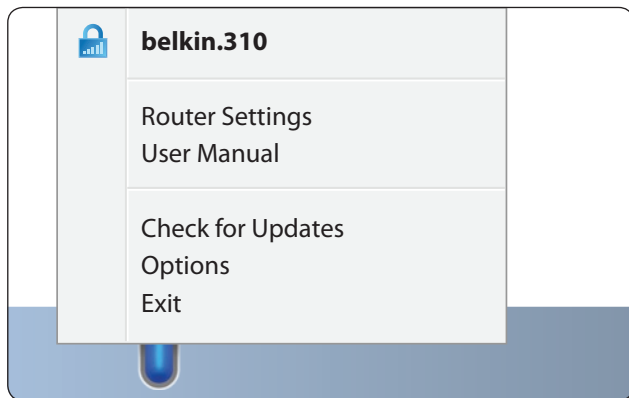 belkin.310
Router Settings
User Manual
Check for Updates
Options
Exit